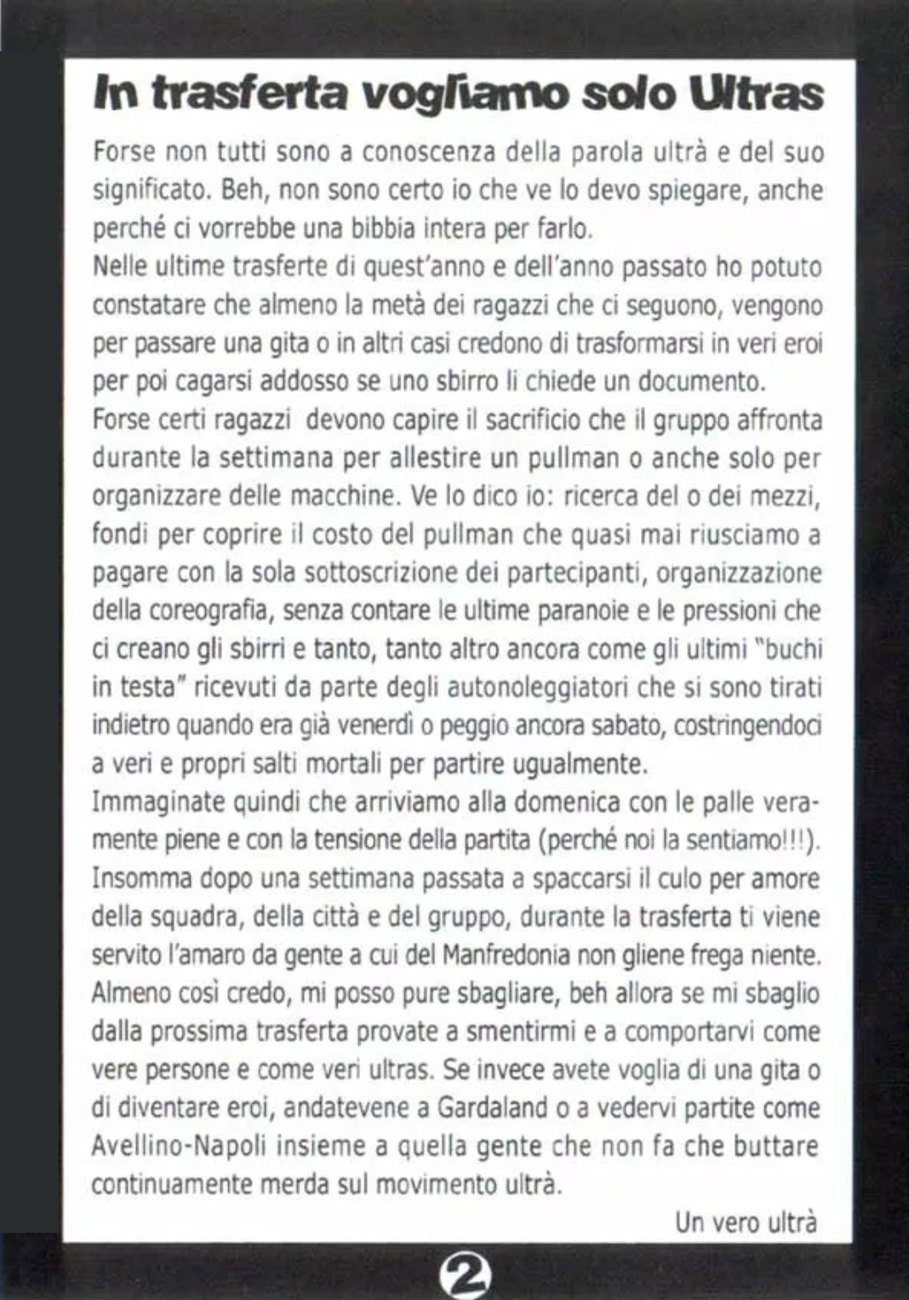 In trasferta vogliamo solo Ultras
Forse non tutti sono a conoscenza della parola ultrà e del suo
significato. Beh, non sono certo io che ve lo devo spiegare, anche
perché ci vorrebbe una bibbia intera per farlo.
Nelle ultime trasferte di quest'anno e dell'anno passato ho potuto
constatare che almeno la metà dei ragazzi che ci seguono, vengono
per passare una gita o in altri casi credono di trasformarsi in veri eroi
per poi cagarsi addosso se uno sbirro li chiede un documento.
Forse certi ragazzi devono capire il sacrificio che il gruppo affronta
durante la settimana per allestire un pullman o anche solo per
organizzare delle macchine. Ve lo dico io: ricerca del o dei mezzi,
fondi per coprire il costo del pullman che quasi mai riusciamo a
pagare con la sola sottoscrizione dei partecipanti, organizzazione
della coreografia, senza contare le ultime paranoie e le pressioni che
ci creano gli sbirri e tanto, tanto altro ancora come gli ultimi "buchi
in testa" ricevuti da parte degli autonoleggiatori che si sono tirati
indietro quando era già venerdì o peggio ancora sabato, costringendoci
a veri e propri salti mortali per partire ugualmente.
Immaginate quindi che arriviamo alla domenica con le palle vera-
mente piene e con la tensione della partita (perché noi la sentiamo!!!).
Insomma dopo una settimana passata a spaccarsi il culo per amore
della squadra, della città e del gruppo, durante la trasferta ti viene
servito l'amaro da gente a cui del Manfredonia non gliene frega niente.
Almeno così credo, mi posso pure sbagliare, beh allora se mi sbaglio
dalla prossima trasferta provate a smentirmi e a comportarvi come
vere persone e come veri ultras. Se invece avete voglia di una gita o
di diventare eroi, andatevene a Gardaland o a vedervi partite come
Avellino-Napoli insieme a quella gente che non fa che buttare
continuamente merda sul movimento ultrà.
Un vero ultrà
2